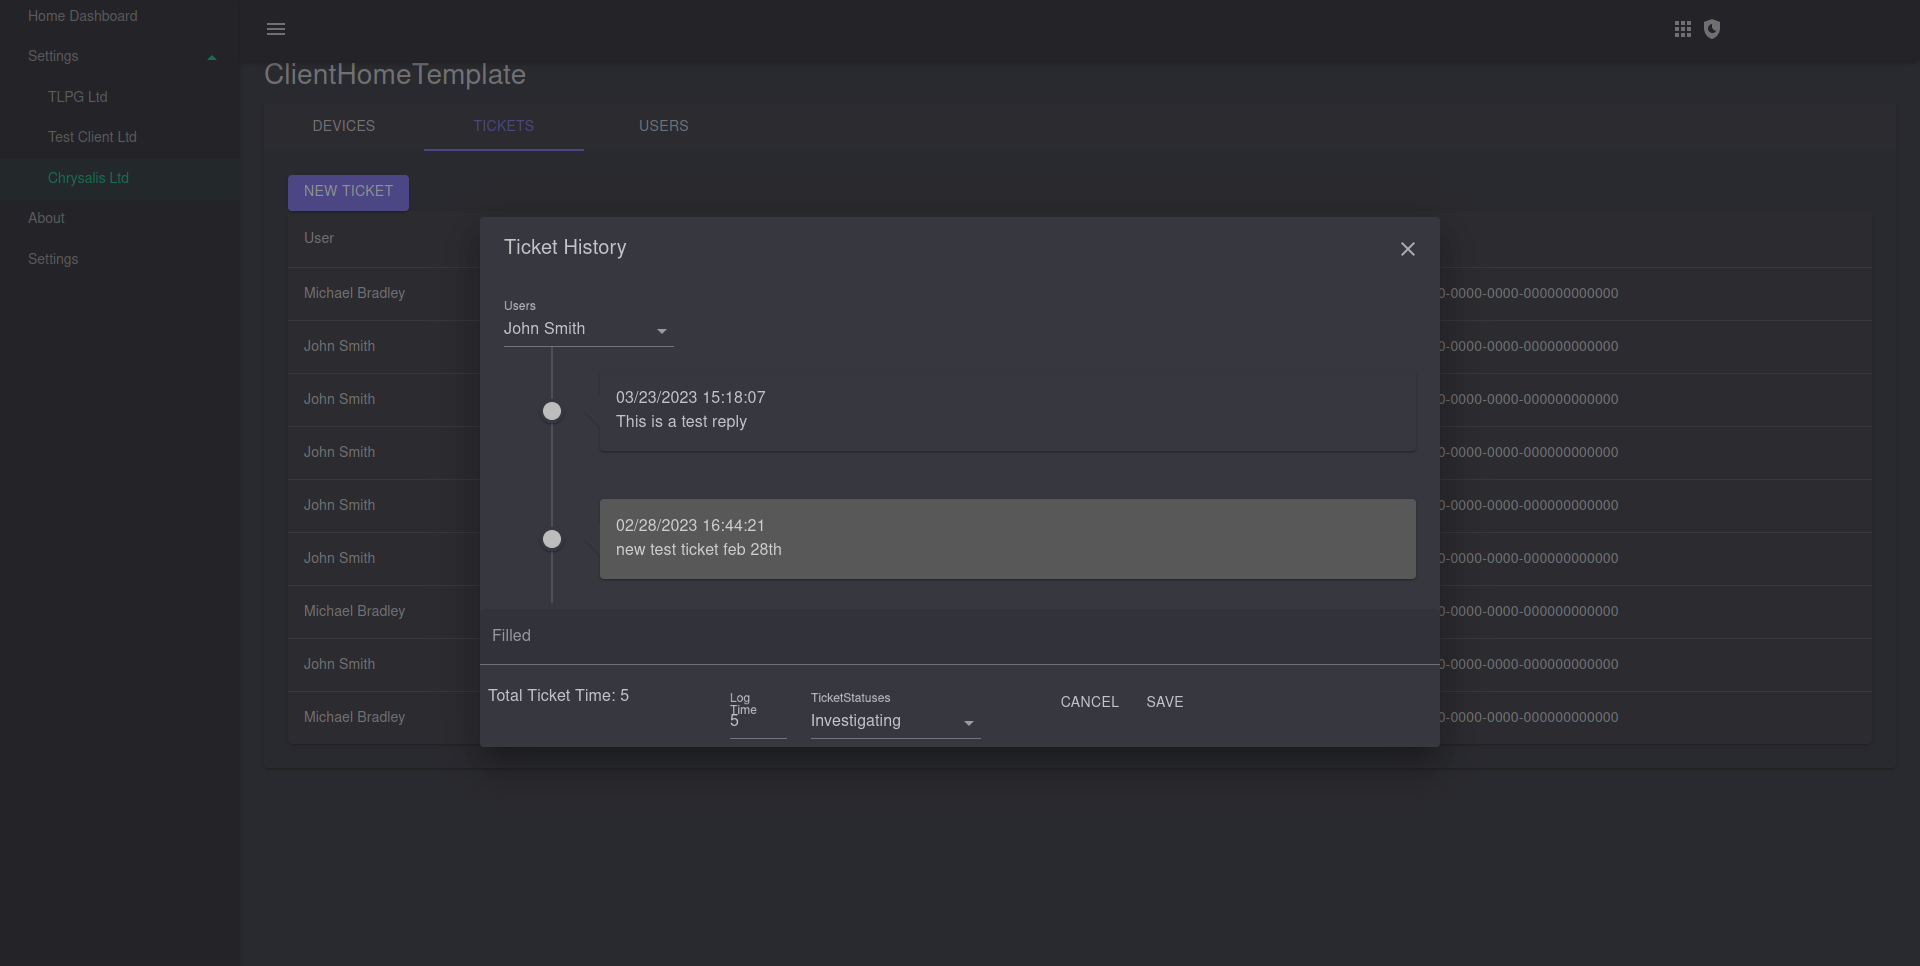 Home Dashboard
Settings
TLPG Ltd
Test Client Ltd
Chrysalis Ltd
About
Settings
ClientHomeTemplate
DEVICES TICKETS USERS
NEW TICKET
User
Michael Bradley 0-0000-0000-000000000000
John Smith 0-0000-0000-000000000000
John Smith 0-0000-0000-000000000000
John Smith 0-0000-0000-000000000000
John Smith 0-0000-0000-000000000000
John Smith 0-0000-0000-000000000000
Michael Bradley 0-0000-0000-000000000000
John Smith 0-0000-0000-000000000000
Michael Bradley 0-0000-0000-000000000000
Ticket History
Users
John Smith
03/23/2023 15:18:07
This is a test reply
02/28/2023 16:44:21
new test ticket feb 28th
Filled
Total Ticket Time: 5
Log
Time
5
TicketStatuses
Investigating
CANCEL SAVE